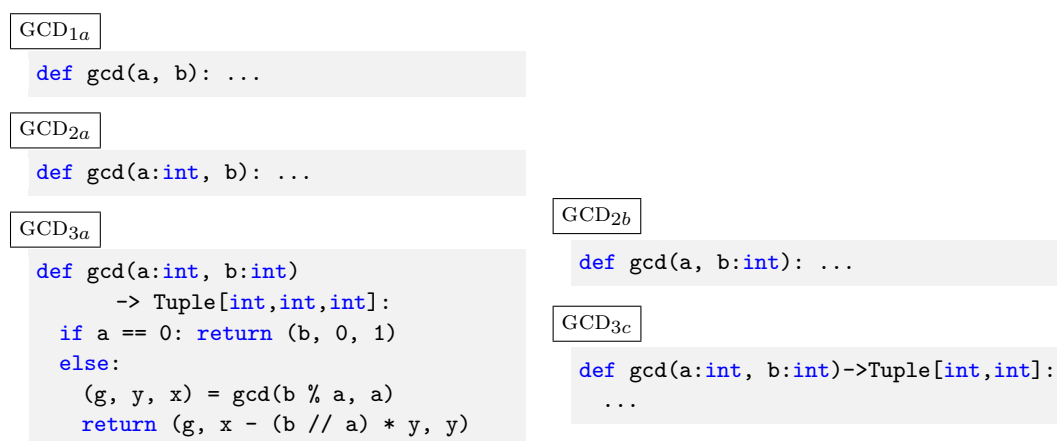 GCD1a
def gcd(a, b): ...
GCD2a
def gcd(a:int, b): ...
GCD3a
def gcd(a:int, b:int)
-> Tuple[int,int,int]:
if a == 0: return (b, 0, 1)
else:
(g, y, x) = gcd(b % a, a)
return (g, x - (b // a) * y, y)
GCD2b
def gcd(a, b:int): ...
GCD3c
def gcd(a:int, b:int)->Tuple[int,int]:
...